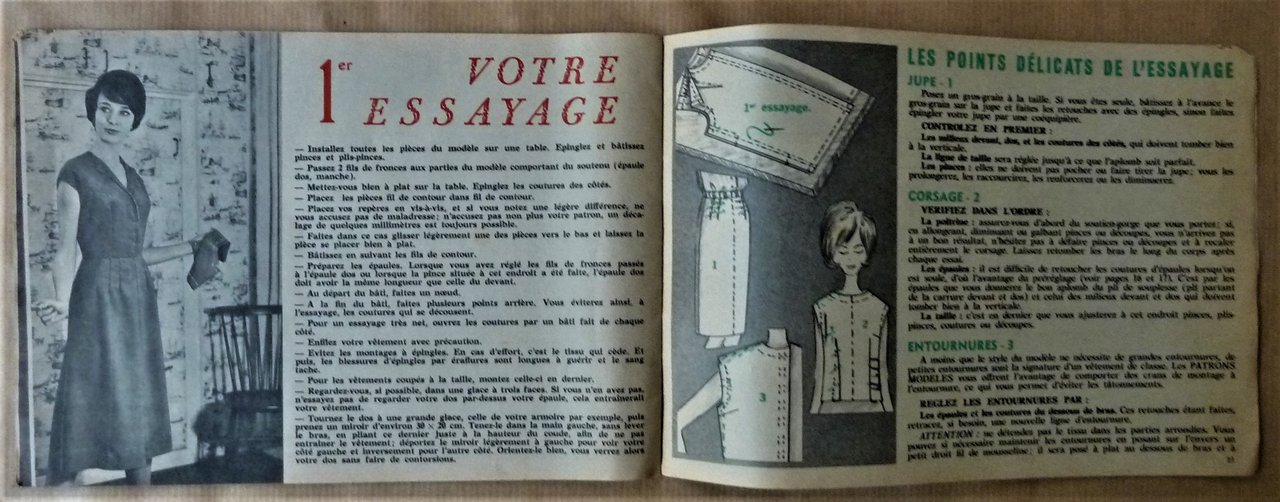 1er VOTRE
ESSAYAGE
— Installez toutes les pièces du modèle sur une table. Epinglez et bâtissez
pinces et plis-pinces.
— Passez 2 fils de fronces aux parties du modèle comportant du soutenu (épaule
dos, manche).
— Mettez-vous bien à plat sur la table. Epinglez les coutures des côtés.
— Placez les pièces fil de contour dans fil de contour.
— Placez vos repères en vis-à-vis, et si vous notez une légère différence, ne
vous accusez pas de maladresse; n'accusez pas non plus votre patron, un déca-
lage de quelques millimètres est toujours possible.
— Faites dans ce cas glisser légèrement une des pièces vers le bas et laissez la
pièce se placer bien à plat.
— Bâtissez en suivant les fils de contour.
— Préparez les épaules. Lorsque vous avez réglé les fils de fronces passés
à l'épaule dos ou lorsque la pince située à cet endroit a été faite, l'épaule dos
doit avoir la même longueur que celle du devant.
— Au départ du bâti, faites un nœud.
— A la fin du bâti, faites plusieurs points arrière. Vous éviterez ainsi, à
l'essayage, les coutures qui se décousent.
— Pour un essayage très net, ouvrez les coutures par un bâti fait de chaque
côté.
— Enfilez votre vêtement avec précaution.
— Evitez les montages à épingles. En cas d'effort, c'est le tissu qui cède. Et
puis, les blessures d'épingles par éraflures sont longues à guérir et le sang
tache.
— Pour les vêtements coupés à la taille, montez celle-ci en dernier.
— Regardez-vous, si possible, dans une glace à trois faces. Si vous n'en avez pas,
n'essayez pas de regarder votre dos par-dessus votre épaule, cela entraînerait
votre vêtement.
— Tournez le dos à une grande glace, celle de votre armoire par exemple, puis
prenez un miroir d'environ 30 × 20 cm. Tenez-le dans la main gauche, sans lever
le bras, en pliant ce dernier juste à la hauteur du coude, afin de ne pas
entraîner le vêtement; déportez le miroir légèrement à gauche pour voir votre
côté gauche et inversement pour l'autre côté. Orientez-le bien, vous verrez alors
votre dos sans faire de contorsions.
1er essayage.
1
2
3
LES POINTS DÉLICATS DE L'ESSAYAGE
JUPE - 1
Posez un gros-grain à la taille. Si vous êtes seule, bâtissez à l'avance le
gros-grain sur la jupe et faites les retouches avec des épingles, sinon faites
épingler votre jupe par une coéquipière.
CONTROLEZ EN PREMIER :
Les milieux devant, dos, et les coutures des côtés, qui doivent tomber bien
à la verticale.
La ligne de taille sera réglée jusqu'à ce que l'aplomb soit parfait.
Les pinces : elles ne doivent pas pocher ou faire tirer la jupe; vous les
prolongerez, les raccourcirez, les renforcerez ou les diminuerez.
CORSAGE - 2
VERIFIEZ DANS L'ORDRE :
La poitrine : assurez-vous d'abord du soutien-gorge que vous portez; si,
en allongeant, diminuant ou galbant pinces ou découpes, vous n'arrivez pas
à un bon résultat, n'hésitez pas à défaire pinces ou découpes et à recaler
entièrement le corsage. Laissez retomber les bras le long du corps après
chaque essai.
Les épaules : il est difficile de retoucher les coutures d'épaules lorsqu'on
est seule, d'où l'avantage du préréglage (voir pages 16 et 17). C'est par les
épaules que vous donnerez le bon aplomb du pli de souplesse (pli partant
de la carrure devant et dos) et celui des milieux devant et dos qui doivent
tomber bien à la verticale.
La taille : c'est en dernier que vous ajusterez à cet endroit pinces, plis-
pinces, coutures ou découpes.
ENTOURNURES - 3
A moins que le style du modèle ne nécessite de grandes entournures, de
petites entournures sont la signature d'un vêtement de classe. Les PATRONS
MODELES vous offrent l'avantage de comporter des crans de montage à
l'entournure, ce qui vous permet d'éviter les tâtonnements.
REGLEZ LES ENTOURNURES PAR :
Les épaules et les coutures du dessous de bras. Ces retouches étant faites,
retracez, si besoin, une nouvelle ligne d'entournure.
ATTENTION : ne détendez pas le tissu dans les parties arrondies. Vous
pouvez si nécessaire maintenir les entournures en posant sur l'envers un
petit droit fil de mousseline; il sera posé à plat au dessous de bras et à